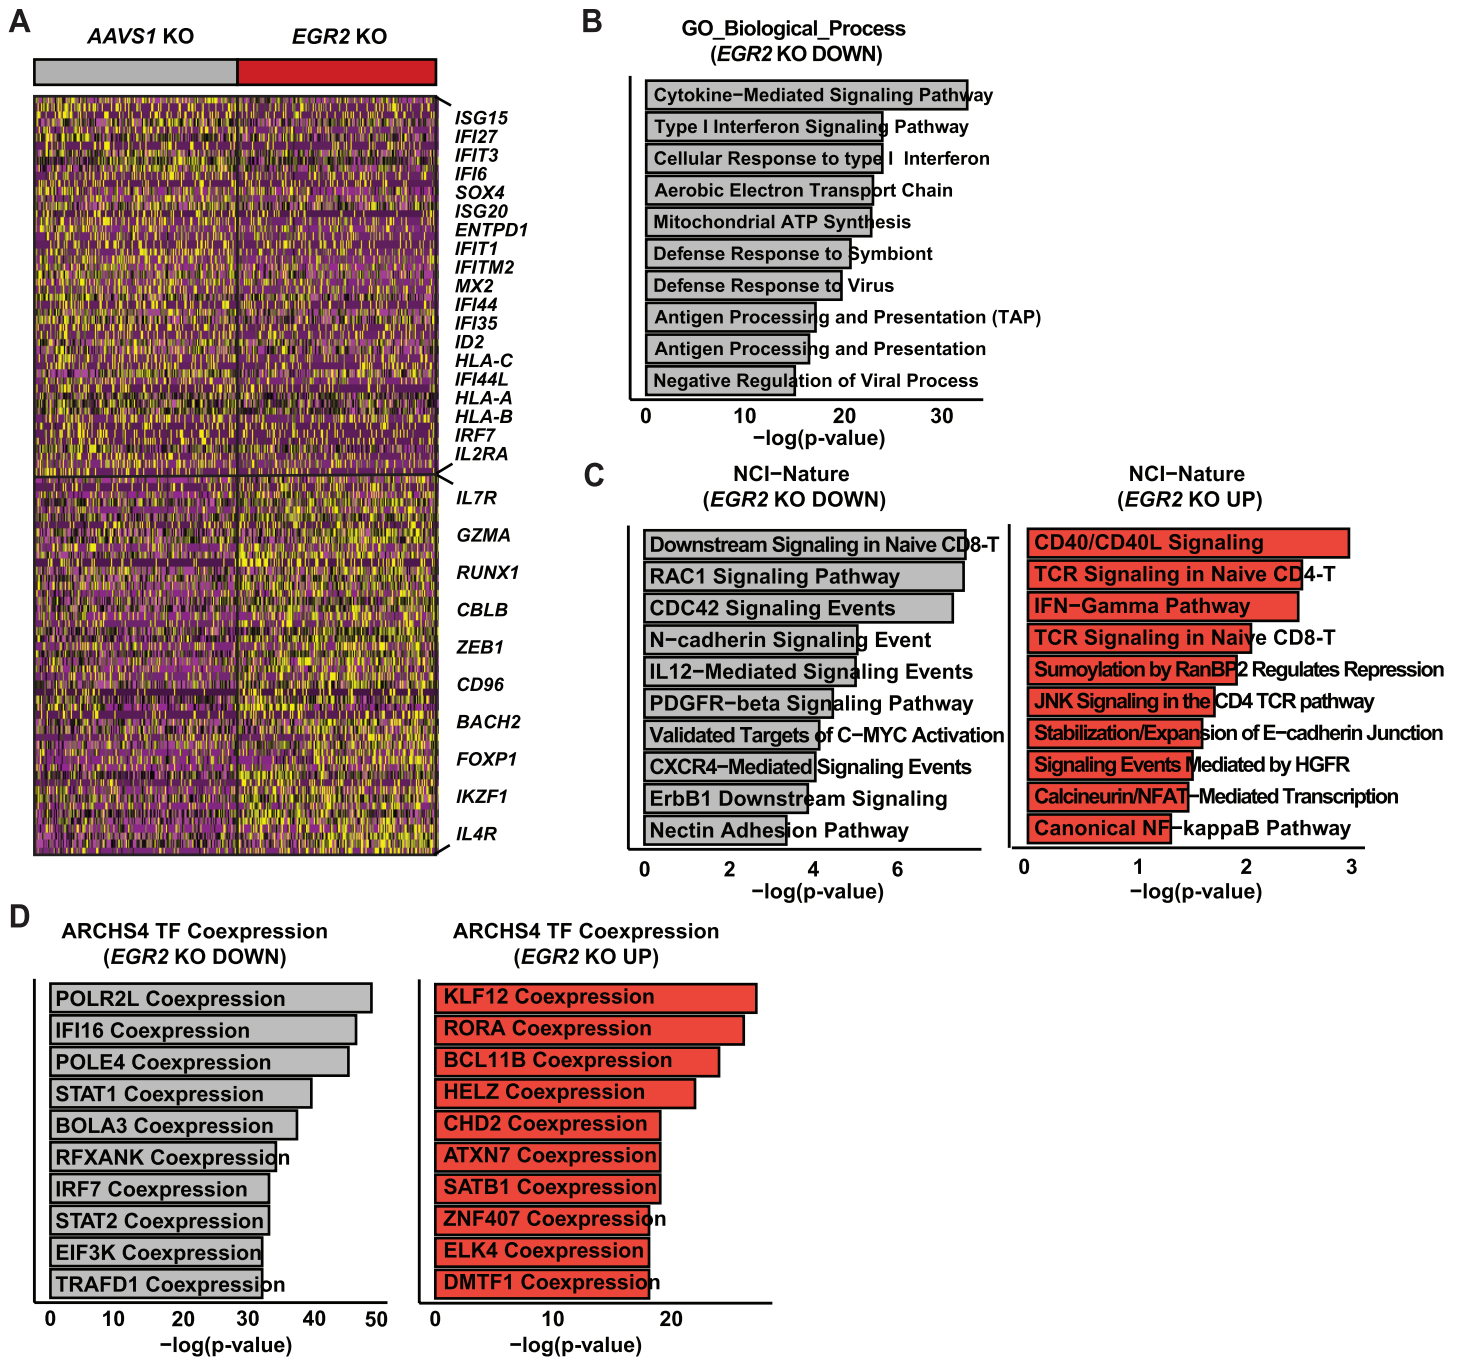 A
AAVS1 KO
EGR2 KO
ISG15
IFI27
IFIT3
IFI6
SOX4
ISG20
ENTPD1
IFIT1
IFITM2
MX2
IFI44
IFI35
ID2
HLA-C
IFI44L
HLA-A
HLA-B
IRF7
IL2RA
IL7R
GZMA
RUNX1
CBLB
ZEB1
CD96
BACH2
FOXP1
IKZF1
IL4R
B
GO_Biological_Process
(EGR2 KO DOWN)
Cytokine−Mediated Signaling Pathway
Type I Interferon Signaling Pathway
Cellular Response to type I Interferon
Aerobic Electron Transport Chain
Mitochondrial ATP Synthesis
Defense Response to Symbiont
Defense Response to Virus
Antigen Processing and Presentation (TAP)
Antigen Processing and Presentation
Negative Regulation of Viral Process
0 10 20 30
−log(p-value)
C
NCI−Nature
(EGR2 KO DOWN)
Downstream Signaling in Naive CD8-T
RAC1 Signaling Pathway
CDC42 Signaling Events
N−cadherin Signaling Event
IL12−Mediated Signaling Events
PDGFR−beta Signaling Pathway
Validated Targets of C−MYC Activation
CXCR4−Mediated Signaling Events
ErbB1 Downstream Signaling
Nectin Adhesion Pathway
0 2 4 6
−log(p-value)
NCI−Nature
(EGR2 KO UP)
CD40/CD40L Signaling
TCR Signaling in Naive CD4-T
IFN−Gamma Pathway
TCR Signaling in Naive CD8-T
Sumoylation by RanBP2 Regulates Repression
JNK Signaling in the CD4 TCR pathway
Stabilization/Expansion of E−cadherin Junction
Signaling Events Mediated by HGFR
Calcineurin/NFAT−Mediated Transcription
Canonical NF−kappaB Pathway
0 1 2 3
−log(p-value)
D
ARCHS4 TF Coexpression
(EGR2 KO DOWN)
POLR2L Coexpression
IFI16 Coexpression
POLE4 Coexpression
STAT1 Coexpression
BOLA3 Coexpression
RFXANK Coexpression
IRF7 Coexpression
STAT2 Coexpression
EIF3K Coexpression
TRAFD1 Coexpression
0 10 20 30 40 50
−log(p-value)
ARCHS4 TF Coexpression
(EGR2 KO UP)
KLF12 Coexpression
RORA Coexpression
BCL11B Coexpression
HELZ Coexpression
CHD2 Coexpression
ATXN7 Coexpression
SATB1 Coexpression
ZNF407 Coexpression
ELK4 Coexpression
DMTF1 Coexpression
0 10 20
−log(p-value)